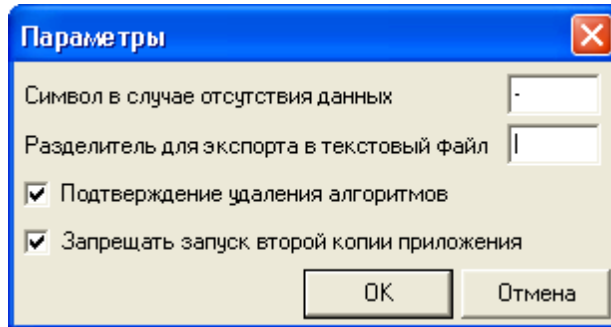 Параметры
Символ в случае отсутствия данных -
Разделитель для экспорта в текстовый файл |
Подтверждение удаления алгоритмов
Запрещать запуск второй копии приложения
OK Отмена